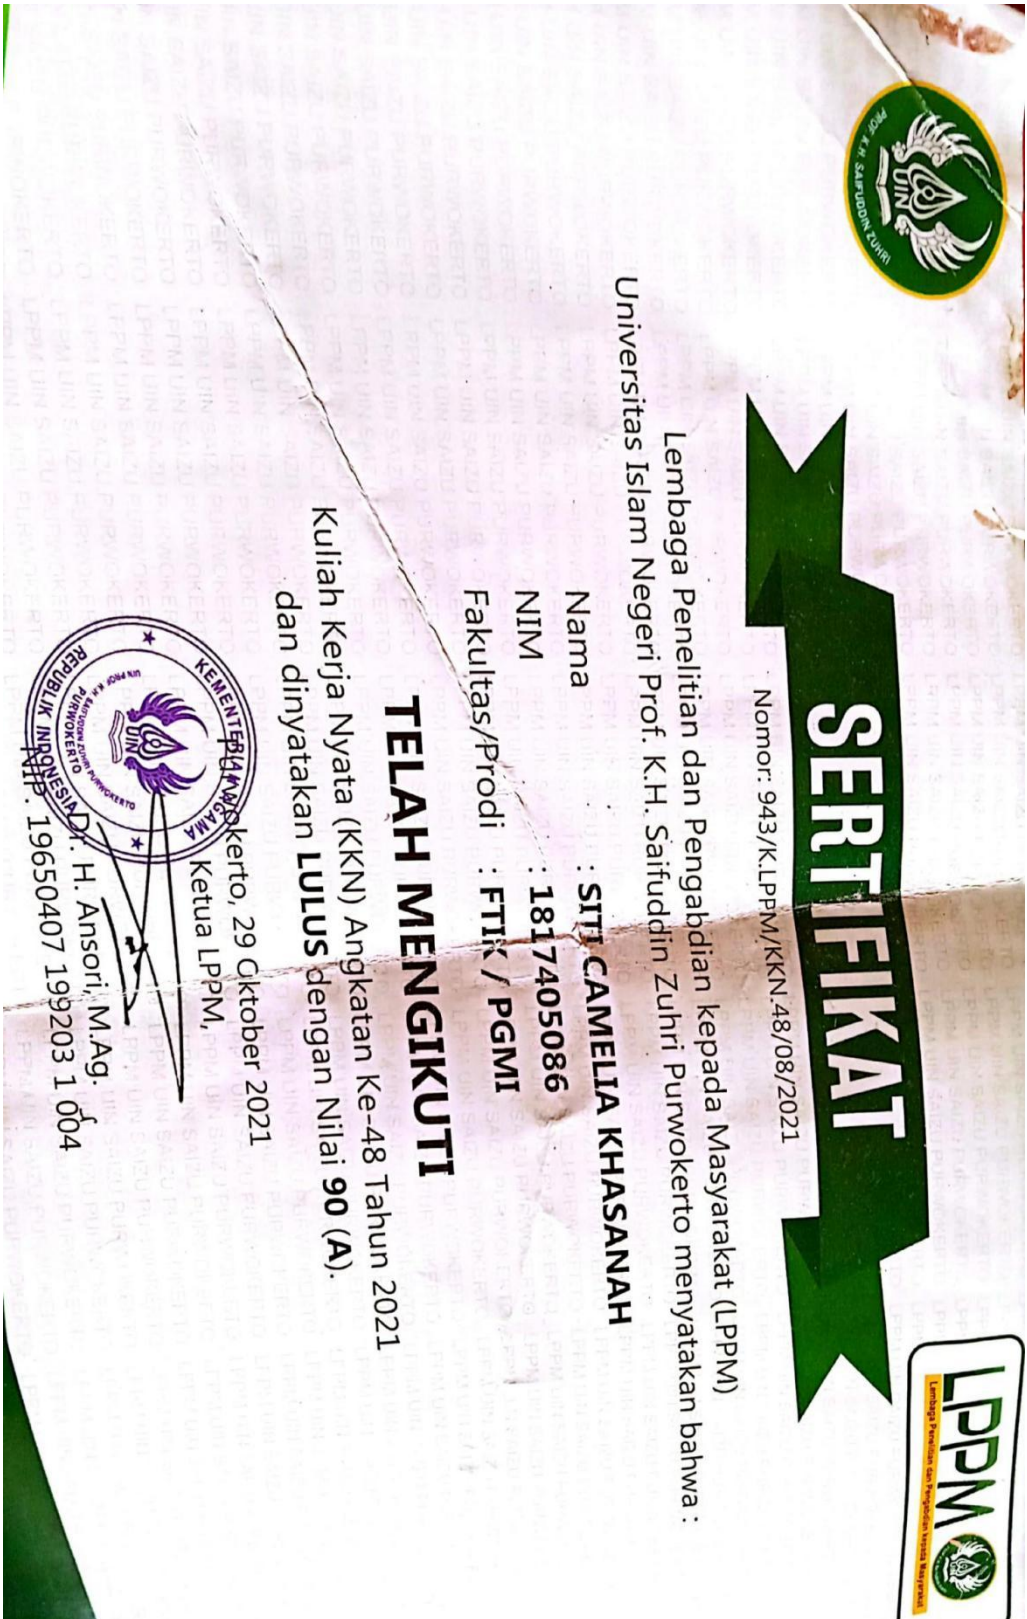 UIN
PROF. K.H. SAIFUDDIN ZUHRI
LPPM
Lembaga Penelitian dan Pengabdian kepada Masyarakat
SERTIFIKAT
Nomor: 943/K.LPPM/KKN.48/08/2021
Lembaga Penelitian dan Pengabdian kepada Masyarakat (LPPM)
Universitas Islam Negeri Prof. K.H. Saifuddin Zuhri Purwokerto menyatakan bahwa :
Nama : SITI CAMELIA KHASANAH
NIM : 1817405086
Fakultas/Prodi : FTIK / PGMI
TELAH MENGIKUTI
Kuliah Kerja Nyata (KKN) Angkatan Ke-48 Tahun 2021
dan dinyatakan LULUS dengan Nilai 90 (A).
Purwokerto, 29 Oktober 2021
Ketua LPPM,
KEMENTERIAN AGAMA
UIN
UIN PROF. K.H. SAIFUDDIN ZUHRI PURWOKERTO
PURWOKERTO
REPUBLIK INDONESIA
Dr. H. Ansori, M.Ag.
NIP. 19650407 199203 1 004